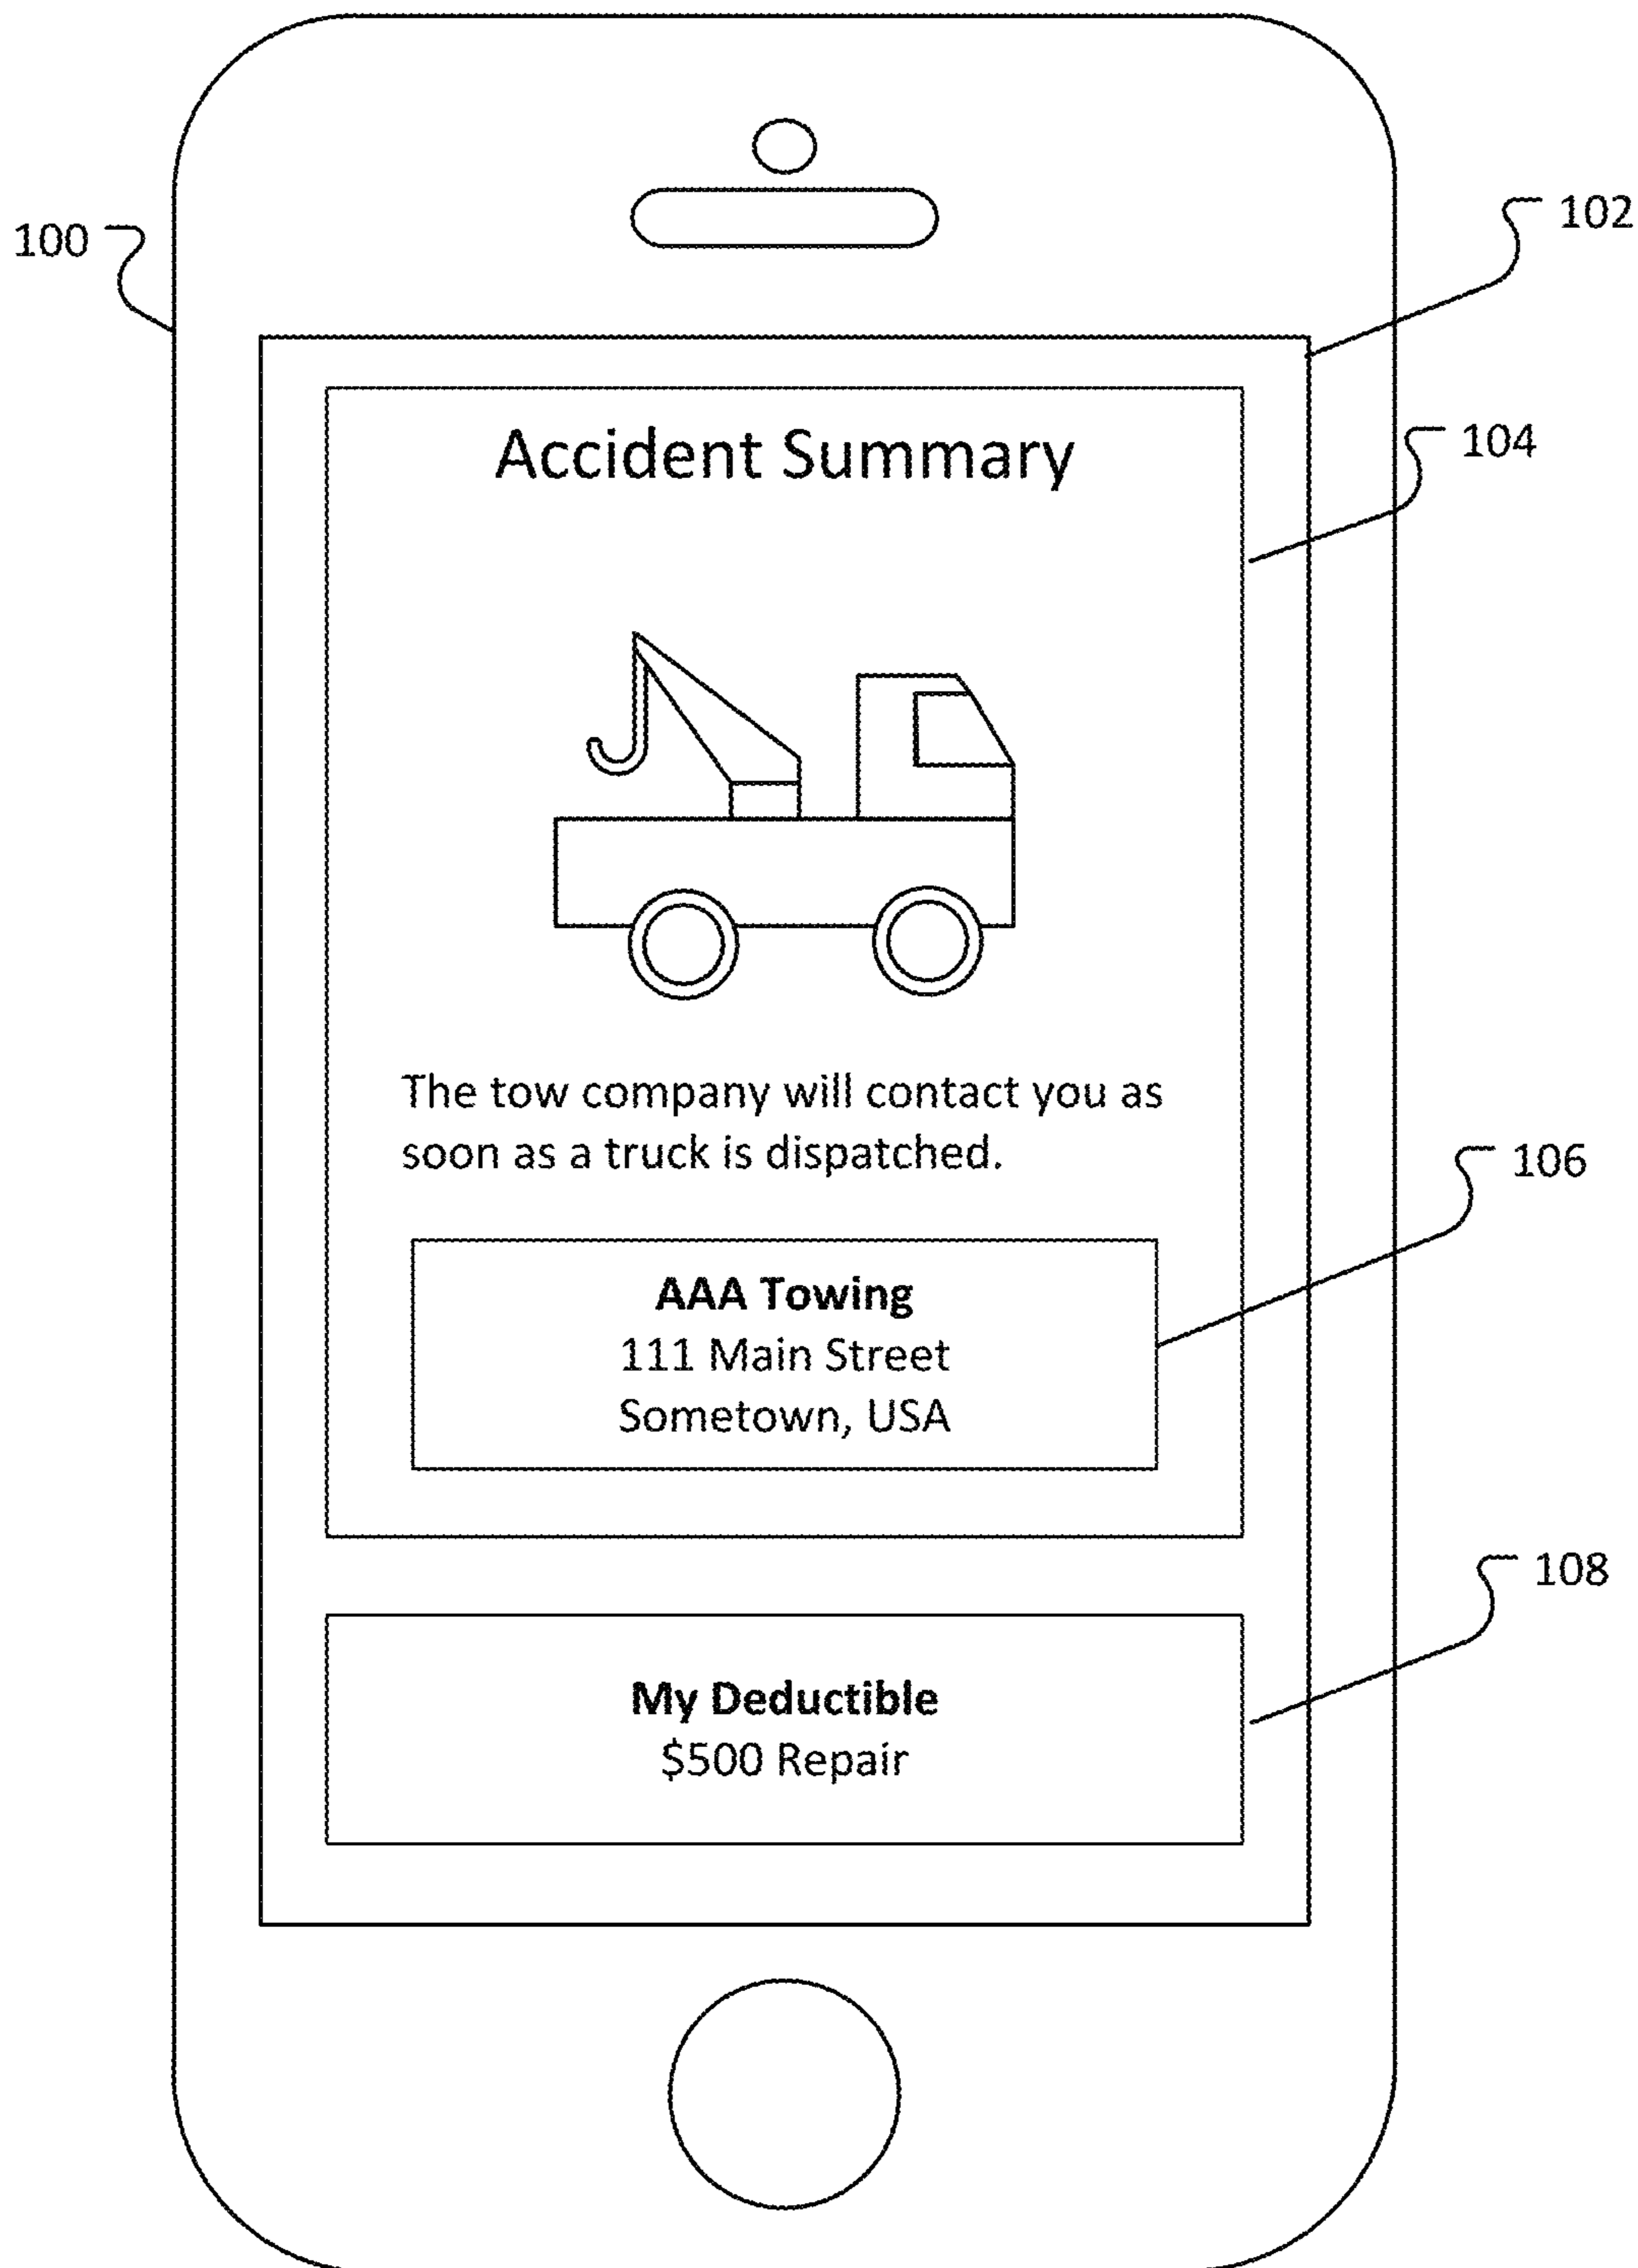 100
102
Accident Summary
104
The tow company will contact you as
soon as a truck is dispatched.
106
AAA Towing
111 Main Street
Sometown, USA
108
My Deductible
$500 Repair